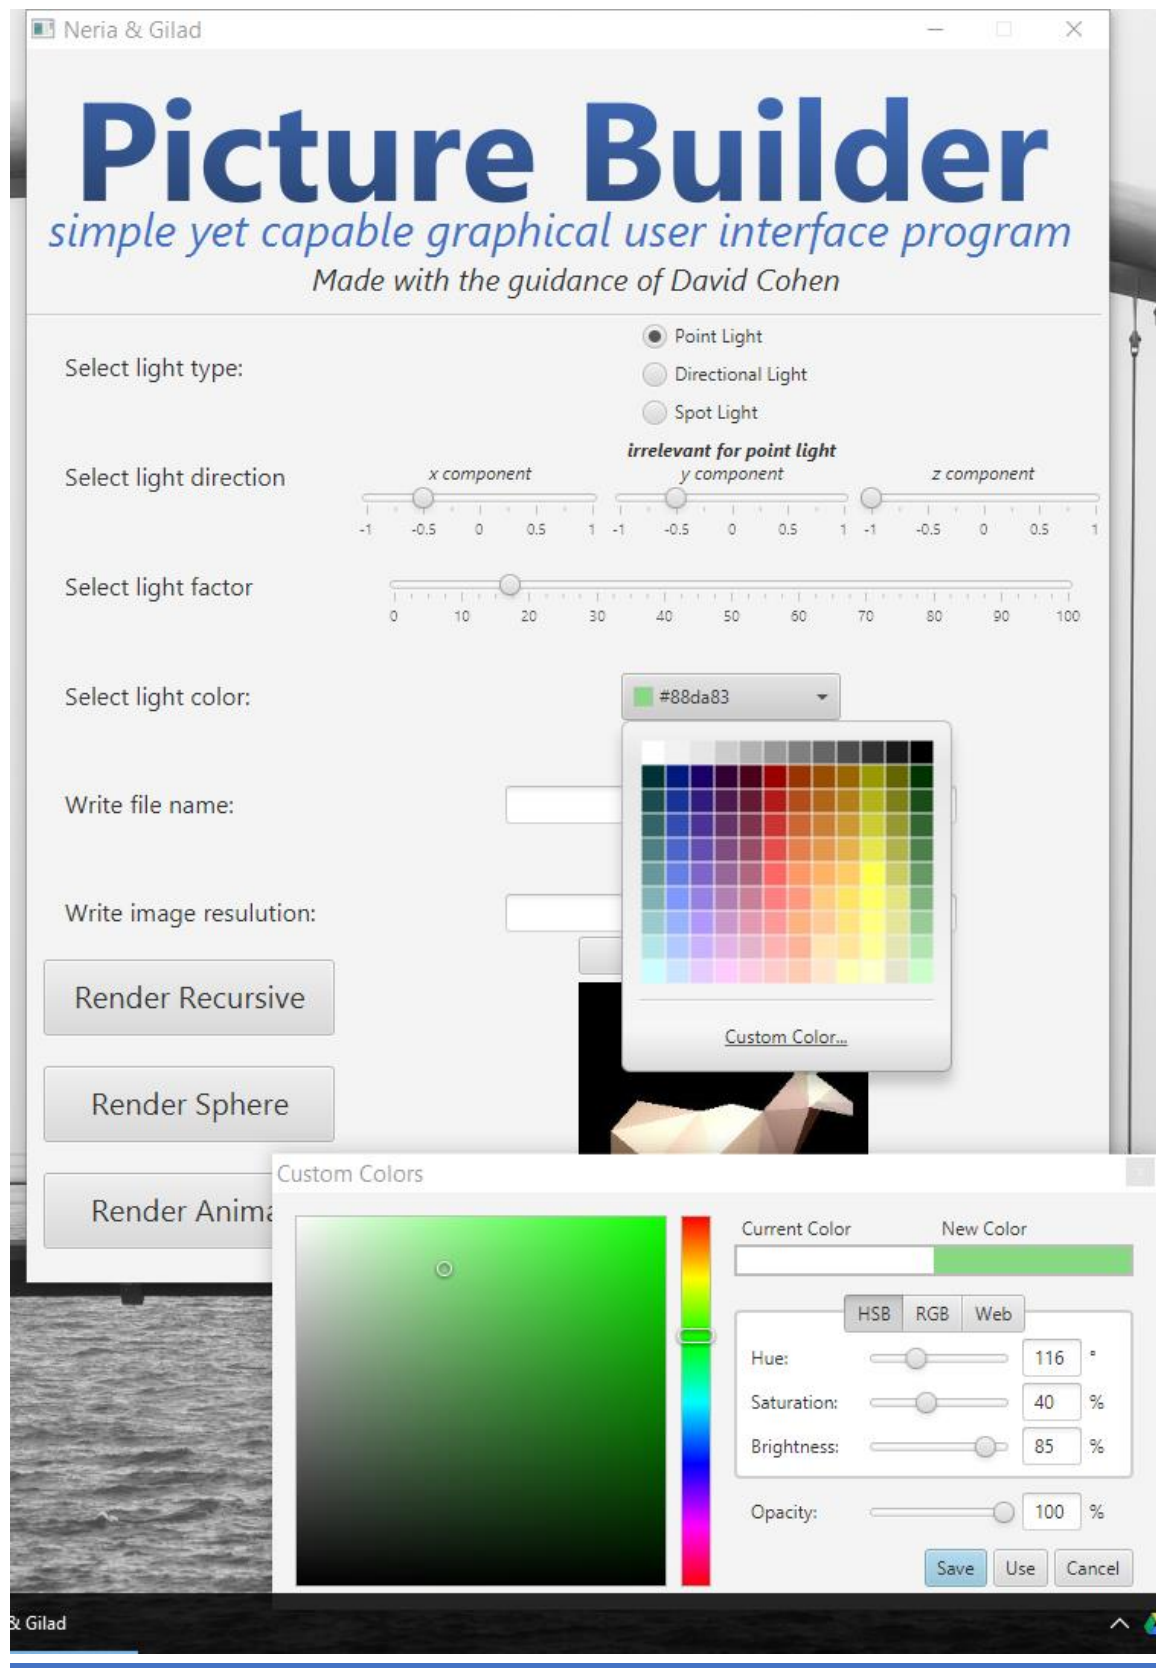 Neria & Gilad
Picture Builder
simple yet capable graphical user interface program
Made with the guidance of David Cohen
Select light type:
Point Light
Directional Light
Spot Light
irrelevant for point light
Select light direction
x component
y component
z component
-1 -0.5 0 0.5 1
-1 -0.5 0 0.5 1
-1 -0.5 0 0.5 1
Select light factor
0 10 20 30 40 50 60 70 80 90 100
Select light color:
#88da83
Write file name:
Write image resulution:
Custom Color...
Render Recursive
Render Sphere
Render Anima
Custom Colors
Current Color
New Color
HSB RGB Web
Hue: 116 °
Saturation: 40 %
Brightness: 85 %
Opacity: 100 %
Save Use Cancel
& Gilad